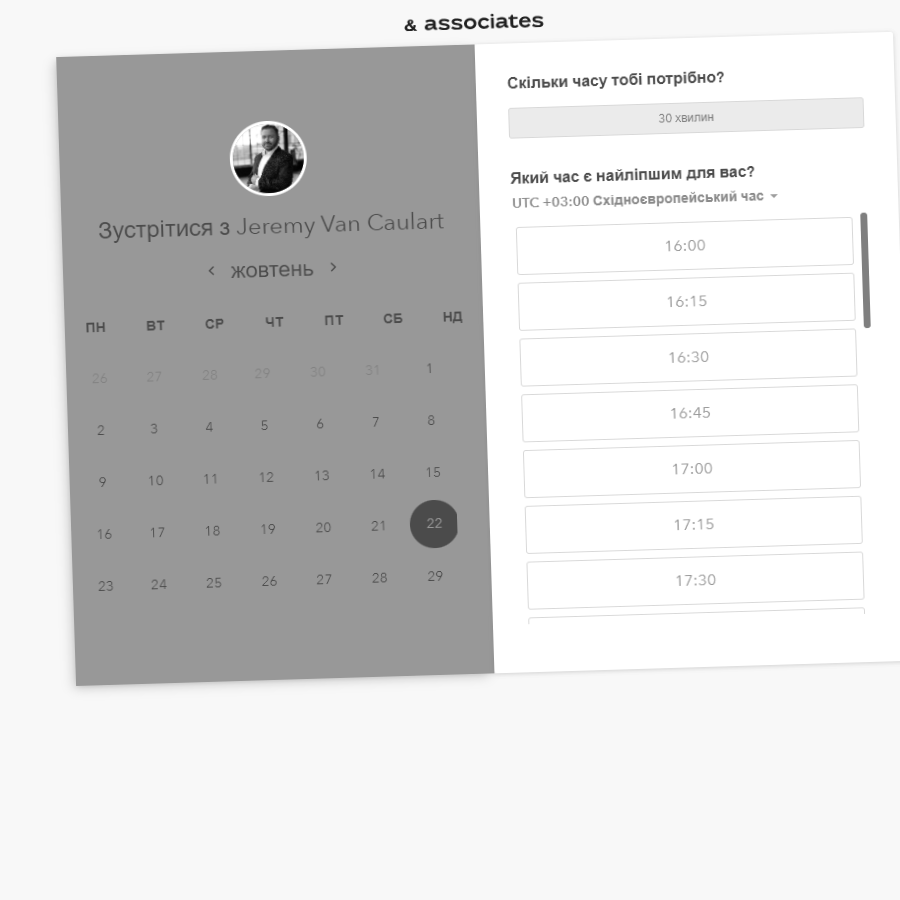 & associates
Зустрітися з Jeremy Van Caulart
жовтень
ПН ВТ СР ЧТ ПТ СБ НД
26 27 28 29 30 31 1
2 3 4 5 6 7 8
9 10 11 12 13 14 15
16 17 18 19 20 21 22
23 24 25 26 27 28 29
Скільки часу тобі потрібно?
30 хвилин
Який час є найліпшим для вас?
UTC +03:00 Східноєвропейський час
16:00
16:15
16:30
16:45
17:00
17:15
17:30